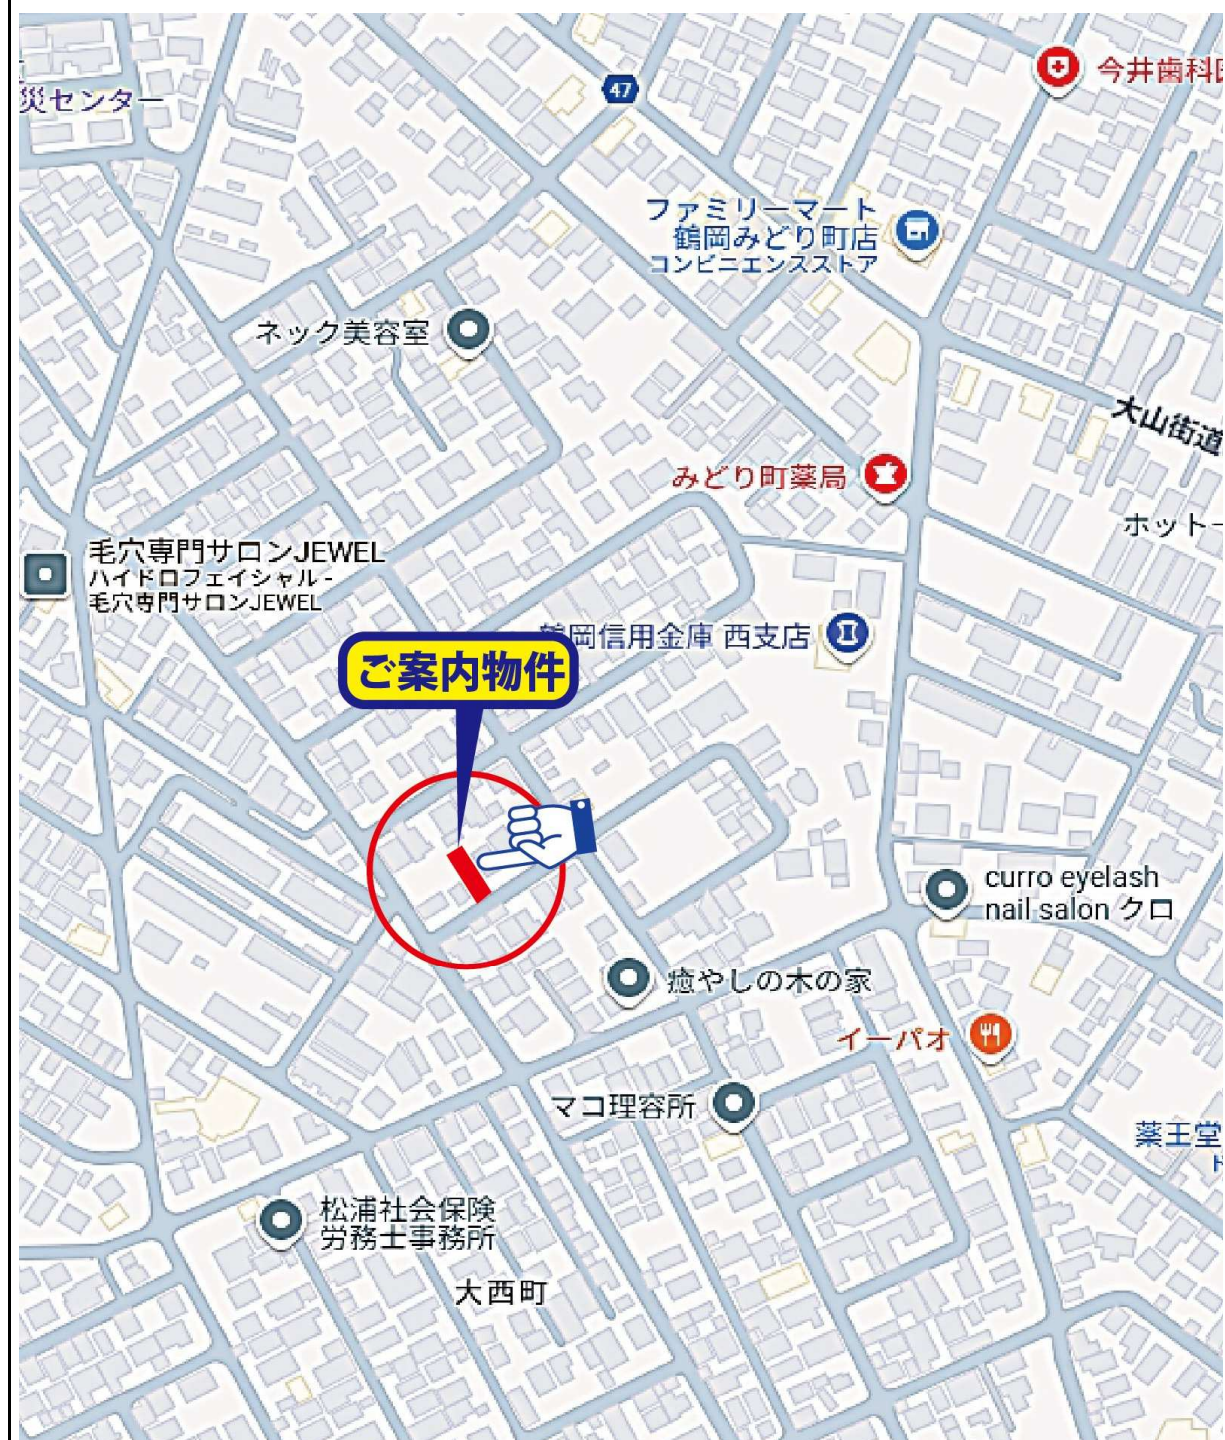 47
今井歯科
災センター
ファミリーマート
鶴岡みどり町店
コンビニエンスストア
ネック美容室
大山街道
みどり町薬局
ホット
毛穴専門サロンJEWEL
ハイドロフェイシャル -
毛穴専門サロンJEWEL
鶴岡信用金庫 西支店
ご案内物件
curro eyelash
nail salon クロ
癒やしの木の家
イーパオ
マコ理容所
薬王堂
松浦社会保険
労務士事務所
大西町